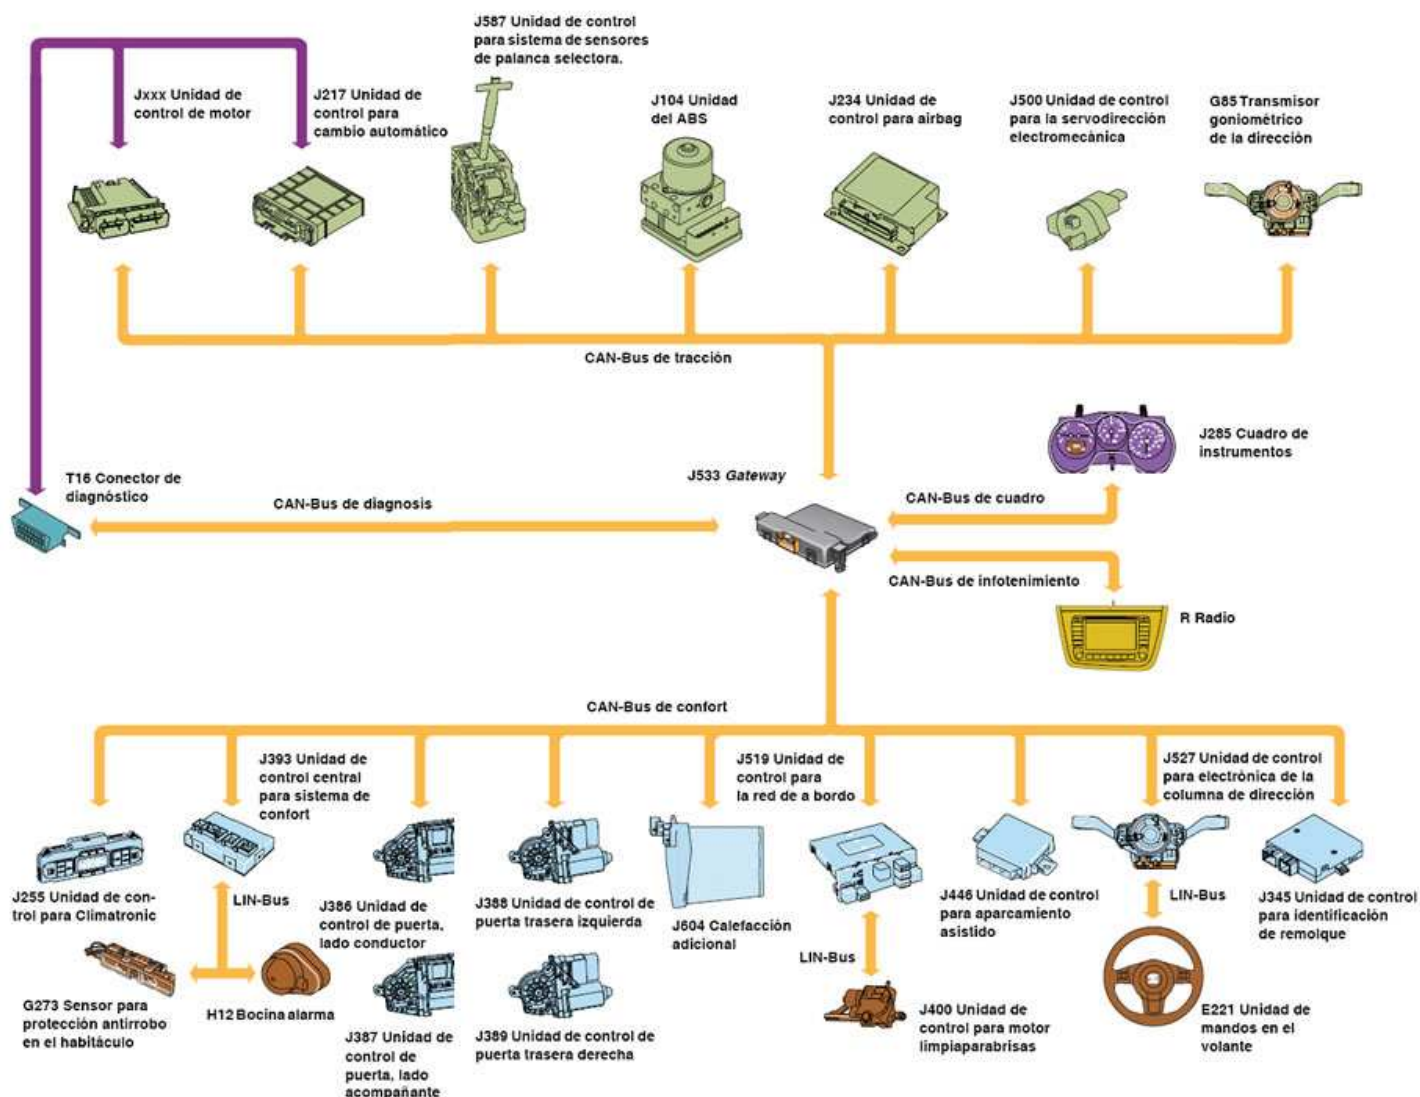 J587 Unidad de control
para sistema de sensores
de palanca selectora.
Jxxx Unidad de
control de motor
J217 Unidad de
control para
cambio automático
J104 Unidad
del ABS
J234 Unidad de
control para airbag
J500 Unidad de control
para la servodirección
electromecánica
G85 Transmisor
goniométrico
de la dirección
CAN-Bus de tracción
J285 Cuadro de
instrumentos
T16 Conector de
diagnóstico
J533 Gateway
CAN-Bus de diagnosis
CAN-Bus de cuadro
CAN-Bus de infotenimiento
R Radio
CAN-Bus de confort
J393 Unidad de
control central
para sistema de
confort
J519 Unidad de
control para
la red de a bordo
J527 Unidad de control
para electrónica de la
columna de dirección
J255 Unidad de con-
trol para Climatronic
LIN-Bus
J386 Unidad de
control de puerta,
lado conductor
J388 Unidad de control de
puerta trasera izquierda
J604 Calefacción
adicional
J446 Unidad de control
para aparcamiento
asistido
LIN-Bus
J345 Unidad de control
para identificación
de remolque
LIN-Bus
G273 Sensor para
protección antirrobo
en el habitáculo
H12 Bocina alarma
J387 Unidad de
control de
puerta, lado
acompañante
J389 Unidad de control de
puerta trasera derecha
J400 Unidad de
control para motor
limpiaparabrisas
E221 Unidad de
mandos en el
volante